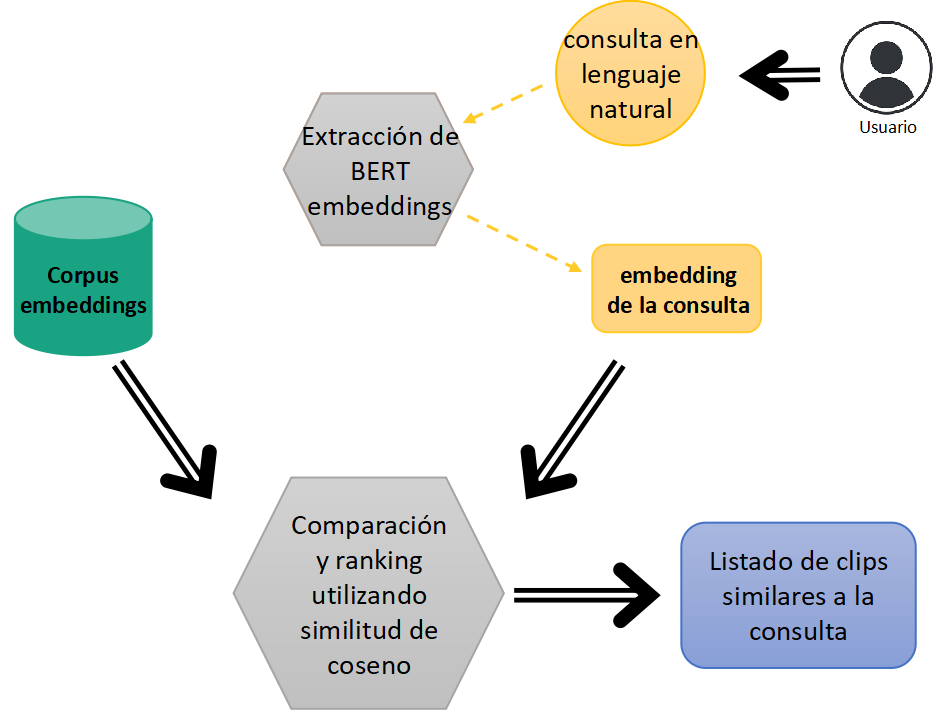 consulta en
lenguaje
natural
Usuario
Extracción de
BERT
embeddings
Corpus
embeddings
embedding
de la consulta
Comparación
y ranking
utilizando
similitud de
coseno
Listado de clips
similares a la
consulta